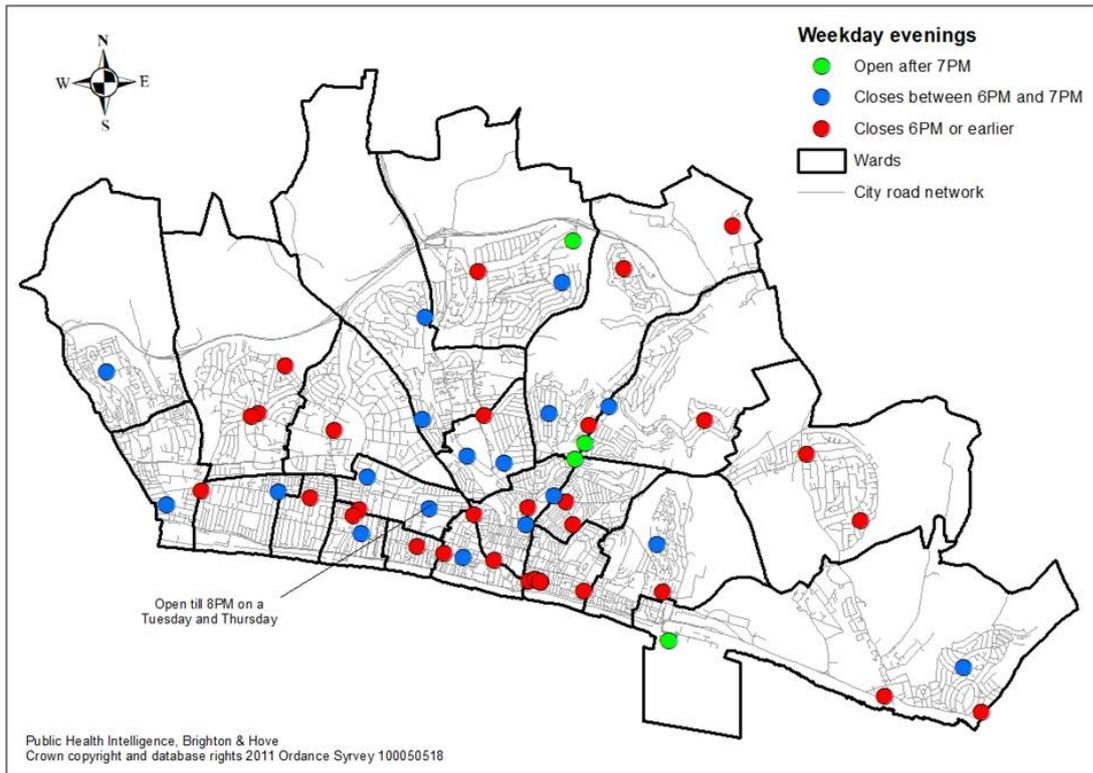 N
W E
S
Weekday evenings
Open after 7PM
Closes between 6PM and 7PM
Closes 6PM or earlier
Wards
City road network
Open till 8PM on a
Tuesday and Thursday
Public Health Intelligence, Brighton & Hove
Crown copyright and database rights 2011 Ordance Syrvey 100050518